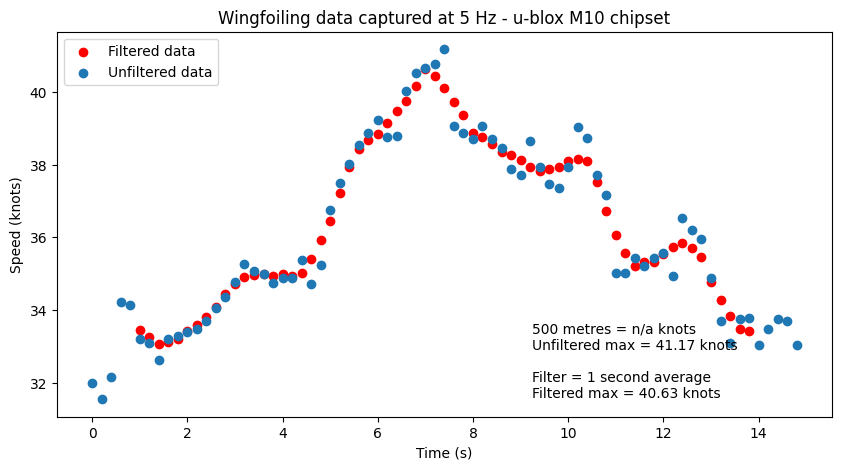 Wingfoiling data captured at 5 Hz - u-blox M10 chipset
Filtered data
Unfiltered data
Speed (knots)
40
38
36
34
32
500 metres = n/a knots
Unfiltered max = 41.17 knots
Filter = 1 second average
Filtered max = 40.63 knots
0 2 4 6 8 10 12 14
Time (s)